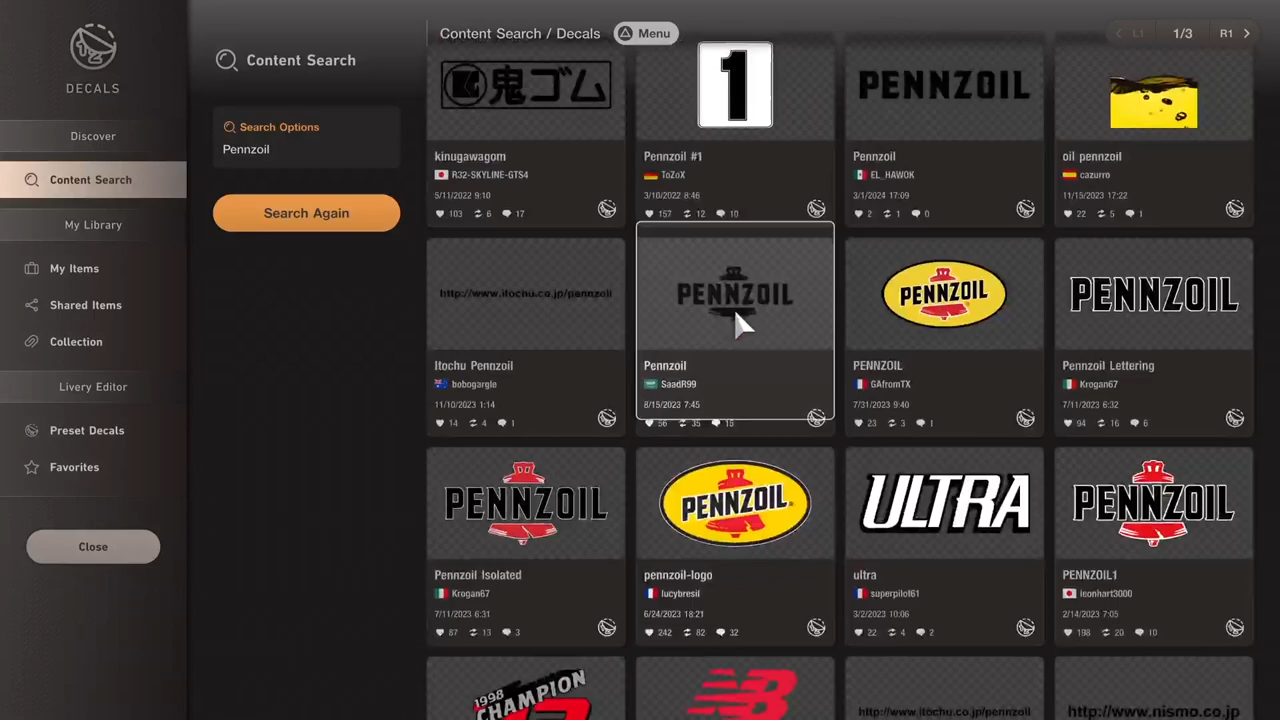 DECALS
Discover
Content Search
My Library
My Items
Shared Items
Collection
Livery Editor
Preset Decals
Favorites
Close
Content Search
Search Options
Pennzoil
Search Again
Content Search / Decals
Menu
L1
1/3
R1
鬼ゴム
kinugawagom
R32-SKYLINE-GTS4
5/11/2022 9:10
103 6 17
1
Pennzoil #1
ToZoX
3/10/2022 8:46
157 12 10
PENNZOIL
Pennzoil
EL_HAWOK
3/1/2024 17:09
2 1 0
oil pennzoil
cazurro
11/15/2023 17:22
22 5 1
http://www.itochu.co.jp/pennzoil
Itochu Pennzoil
bobogargle
11/10/2023 1:14
14 4 1
PENNZOIL
Pennzoil
SaadR99
8/15/2023 7:45
56 35 15
PENNZOIL
PENNZOIL
GAfromTX
7/31/2023 9:40
23 3 1
PENNZOIL
Pennzoil Lettering
Krogan67
7/11/2023 6:32
94 16 6
PENNZOIL
Pennzoil Isolated
Krogan67
7/11/2023 6:31
87 13 3
PENNZOIL
pennzoil-logo
lucybresil
6/24/2023 18:21
242 82 32
ULTRA
ultra
superpilot61
3/2/2023 10:06
22 4 2
PENNZOIL
PENNZOIL1
leonhart3000
2/14/2023 7:05
198 20 10
1998
CHAMPION
http://www.itochu.co.jp/pennzoil
http://www.nismo.co.jp